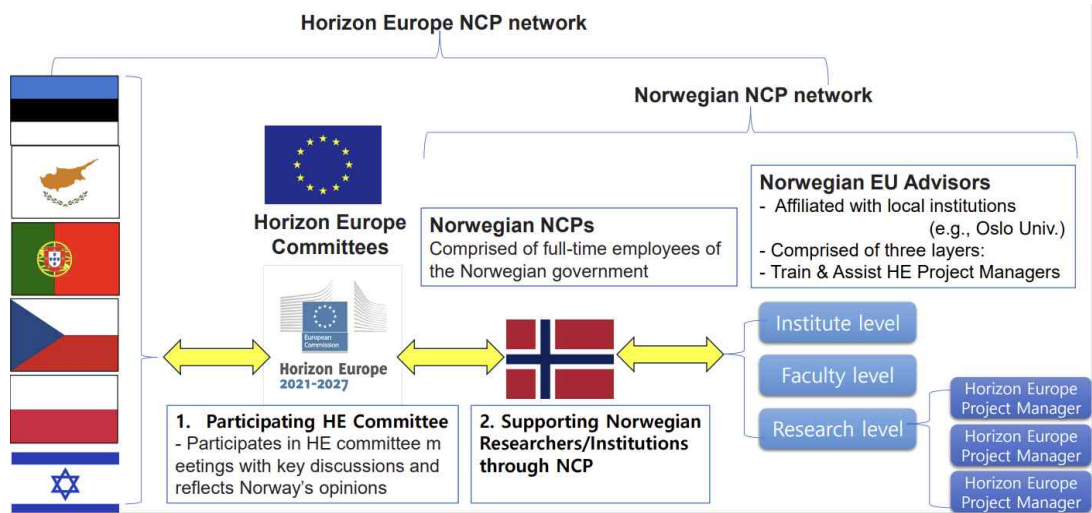 Horizon Europe NCP network
Norwegian NCP network
Horizon Europe
Committees
European
Commission
Horizon Europe
2021-2027
Norwegian NCPs
Comprised of full-time employees of
the Norwegian government
Norwegian EU Advisors
- Affiliated with local institutions
(e.g., Oslo Univ.)
- Comprised of three layers:
- Train & Assist HE Project Managers
1. Participating HE Committee
- Participates in HE committee m
eetings with key discussions and
reflects Norway's opinions
2. Supporting Norwegian
Researchers/Institutions
through NCP
Institute level
Faculty level
Research level
Horizon Europe
Project Manager
Horizon Europe
Project Manager
Horizon Europe
Project Manager